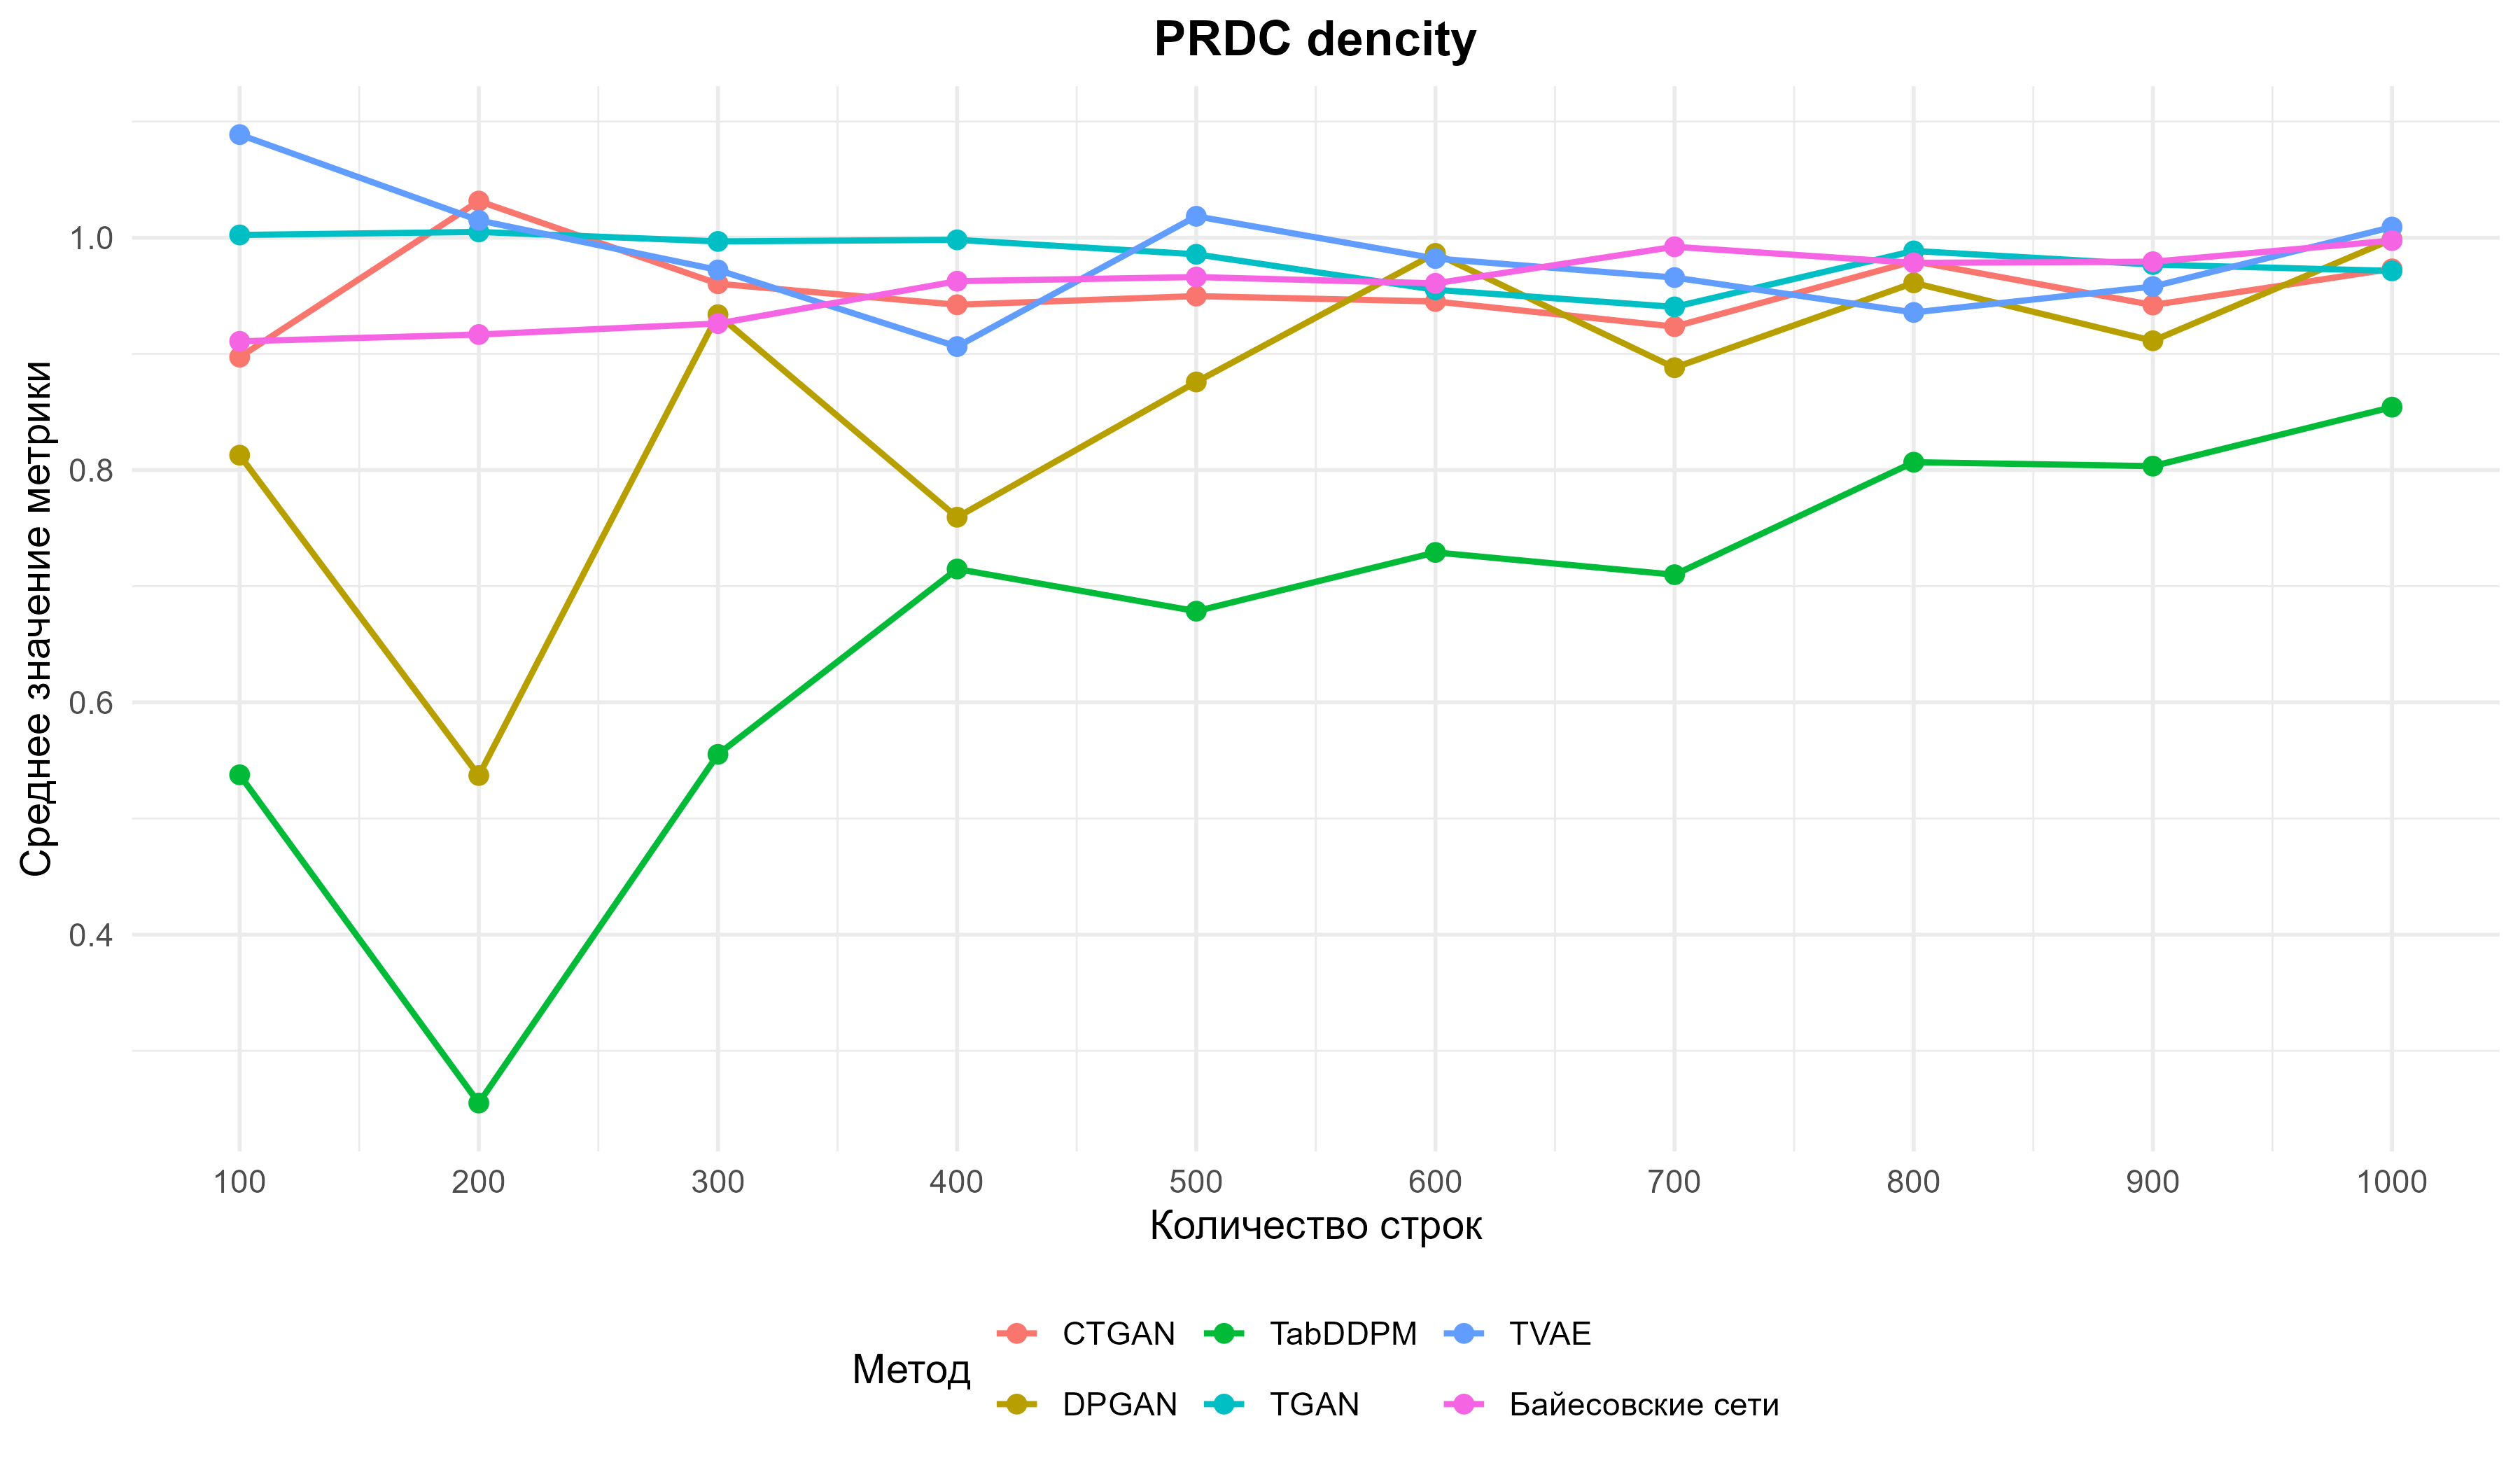 PRDC dencity
Среднее значение метрики
1.0
0.8
0.6
0.4
100 200 300 400 500 600 700 800 900 1000
Количество строк
Метод
CTGAN TabDDPM TVAE
DPGAN TGAN Байесовские сети